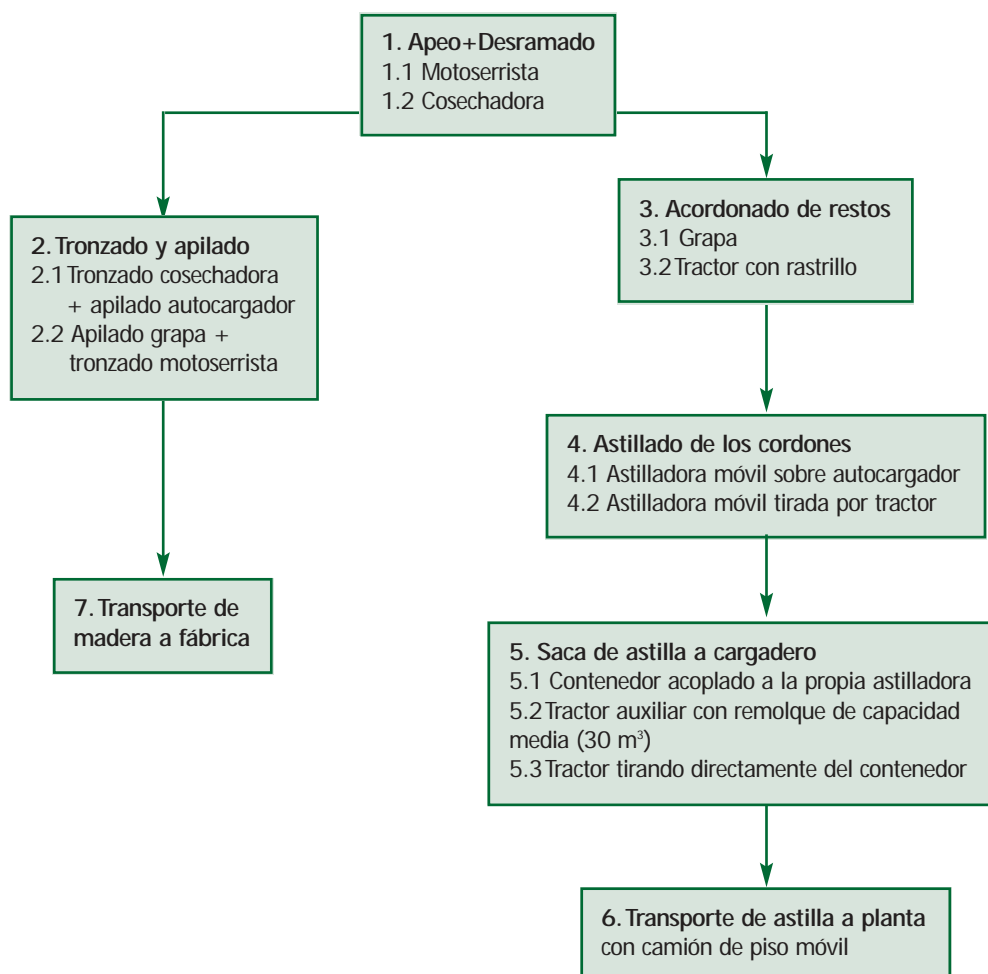 1. Apeo+Desramado
1.1 Motoserrista
1.2 Cosechadora
2. Tronzado y apilado
2.1 Tronzado cosechadora
+ apilado autocargador
2.2 Apilado grapa +
tronzado motoserrista
3. Acordonado de restos
3.1 Grapa
3.2 Tractor con rastrillo
4. Astillado de los cordones
4.1 Astilladora móvil sobre autocargador
4.2 Astilladora móvil tirada por tractor
7. Transporte de
madera a fábrica
5. Saca de astilla a cargadero
5.1 Contenedor acoplado a la propia astilladora
5.2 Tractor auxiliar con remolque de capacidad
media (30 m³)
5.3 Tractor tirando directamente del contenedor
6. Transporte de astilla a planta
con camión de piso móvil